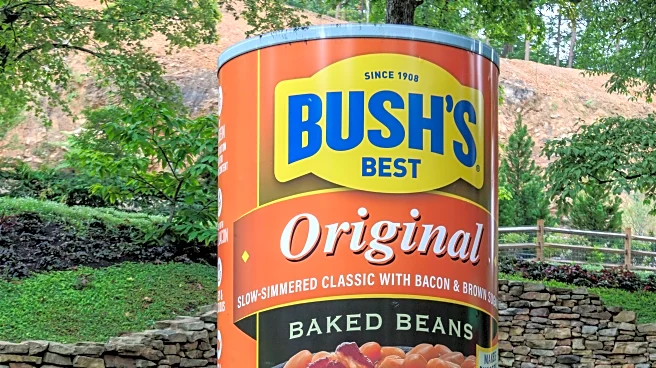 SINCE 1908
BUSH'S
BEST
Original
SLOW-SIMMERED CLASSIC WITH BACON & BROWN
BAKED BEANS